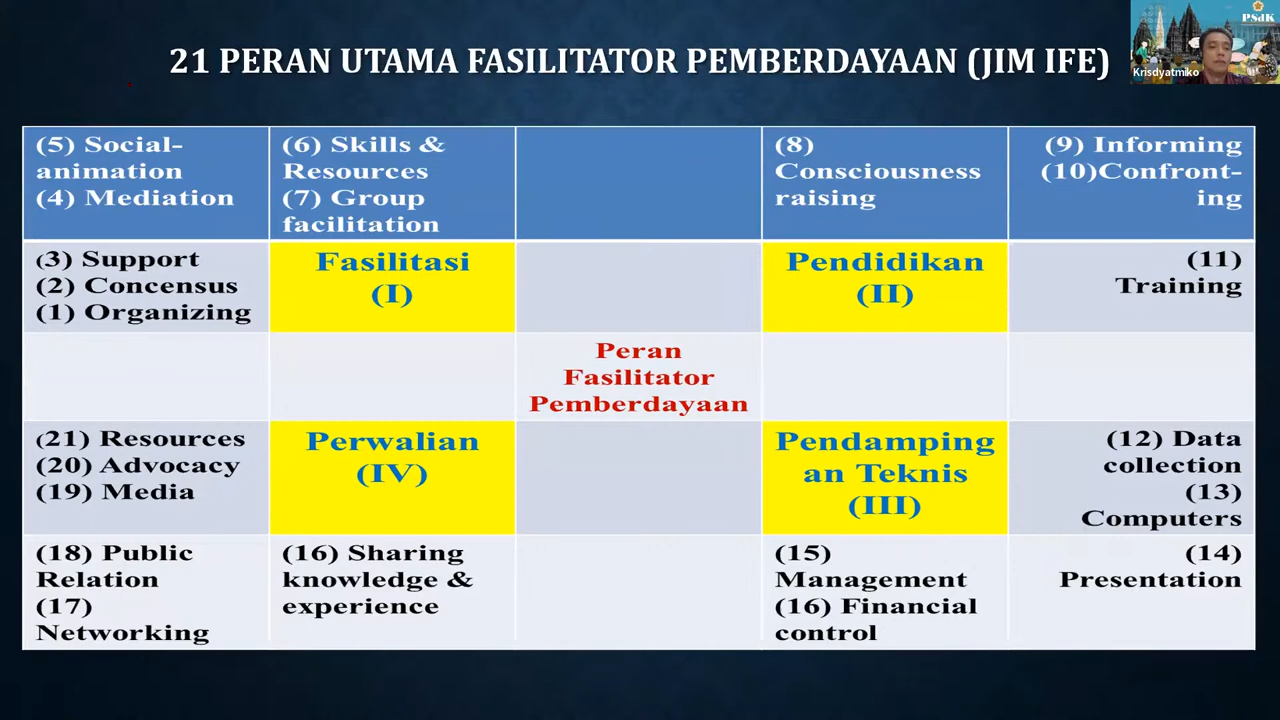 21 PERAN UTAMA FASILITATOR PEMBERDAYAAN (JIM IFE)
PSdK
Krisdyatmiko
(5) Social-
animation
(4) Mediation
(6) Skills &
Resources
(7) Group
facilitation
(8)
Consciousness
raising
(9) Informing
(10)Confront-
ing
(3) Support
(2) Concensus
(1) Organizing
Fasilitasi
(I)
Pendidikan
(II)
(11)
Training
Peran
Fasilitator
Pemberdayaan
(21) Resources
(20) Advocacy
(19) Media
Perwalian
(IV)
Pendamping
an Teknis
(III)
(12) Data
collection
(13)
Computers
(18) Public
Relation
(17)
Networking
(16) Sharing
knowledge &
experience
(15)
Management
(16) Financial
control
(14)
Presentation